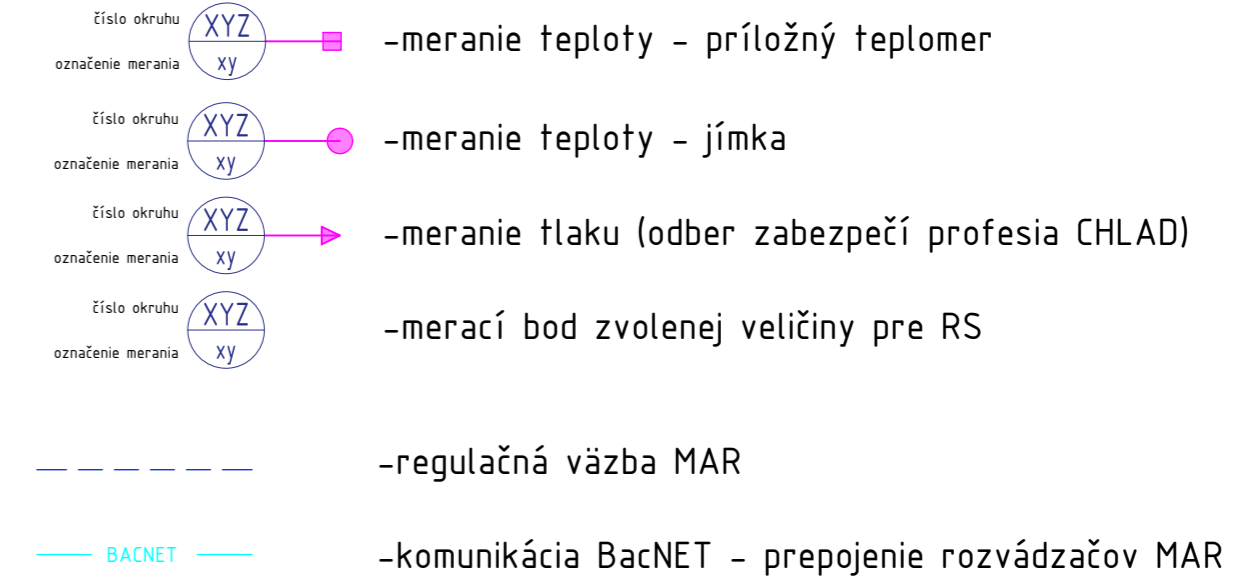 číslo okruhu XYZ
označenie merania xy
-meranie teploty - príložný teplomer
číslo okruhu XYZ
označenie merania xy
-meranie teploty - jímka
číslo okruhu XYZ
označenie merania xy
-meranie tlaku (odber zabezpečí profesia CHLAD)
číslo okruhu XYZ
označenie merania xy
-merací bod zvolenej veličiny pre RS
-regulačná väzba MAR
BACNET
-komunikácia BacNET - prepojenie rozvádzačov MAR